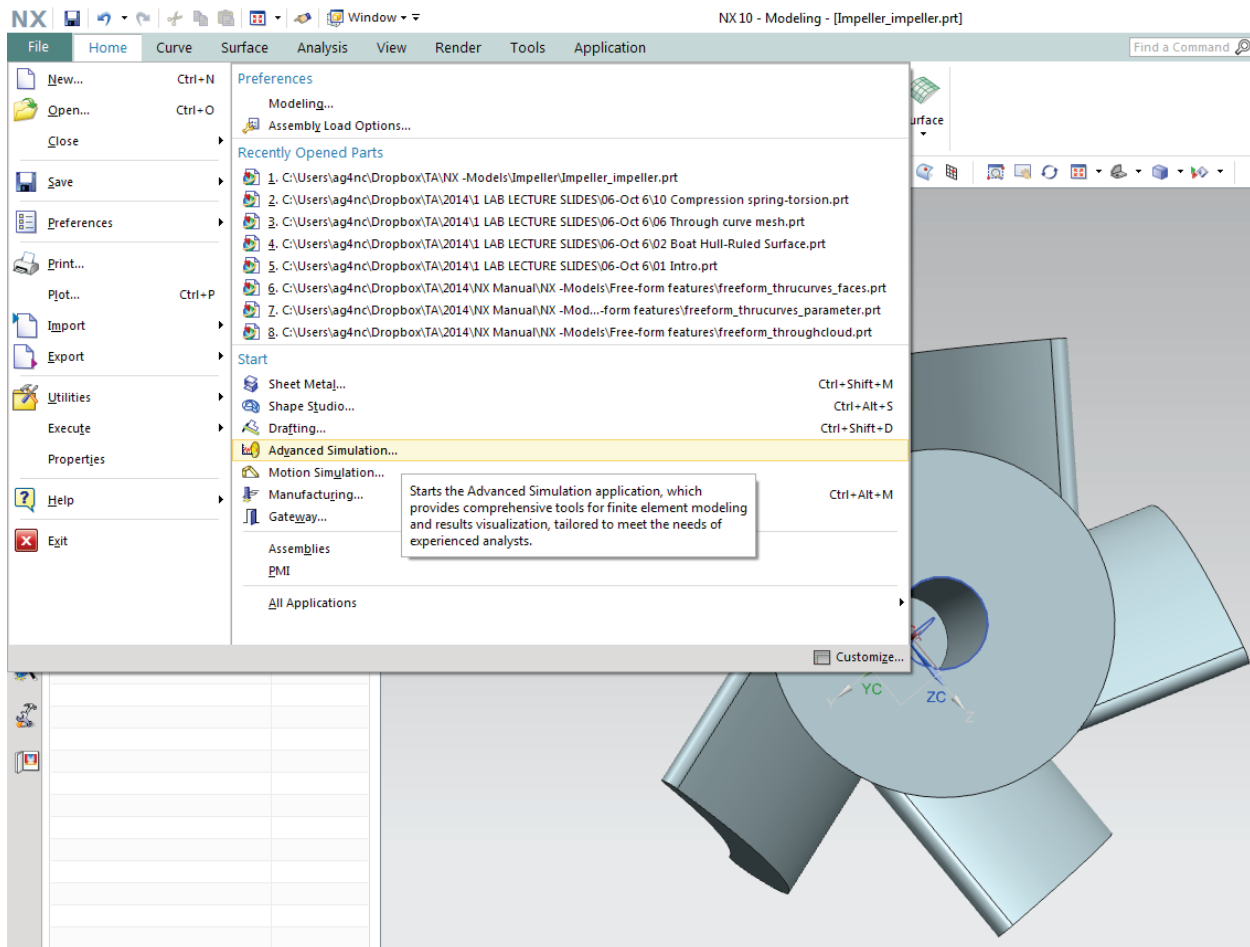 NX Window NX 10 - Modeling - [Impeller_impeller.prt]
File Home Curve Surface Analysis View Render Tools Application Find a Command
New... Ctrl+N
Open... Ctrl+O
Close
Save
Preferences
Print...
Plot... Ctrl+P
Import
Export
Utilities
Execute
Properties
Help
Exit
Preferences
Modeling...
Assembly Load Options...
Recently Opened Parts
1. C:\Users\ag4nc\Dropbox\TA\NX -Models\Impeller\Impeller_impeller.prt
2. C:\Users\ag4nc\Dropbox\TA\2014\1 LAB LECTURE SLIDES\06-Oct 6\10 Compression spring-torsion.prt
3. C:\Users\ag4nc\Dropbox\TA\2014\1 LAB LECTURE SLIDES\06-Oct 6\06 Through curve mesh.prt
4. C:\Users\ag4nc\Dropbox\TA\2014\1 LAB LECTURE SLIDES\06-Oct 6\02 Boat Hull-Ruled Surface.prt
5. C:\Users\ag4nc\Dropbox\TA\2014\1 LAB LECTURE SLIDES\06-Oct 6\01 Intro.prt
6. C:\Users\ag4nc\Dropbox\TA\2014\NX Manual\NX -Models\Free-form features\freeform_thrucurves_faces.prt
7. C:\Users\ag4nc\Dropbox\TA\2014\NX Manual\NX -Mod...-form features\freeform_thrucurves_parameter.prt
8. C:\Users\ag4nc\Dropbox\TA\2014\NX Manual\NX -Models\Free-form features\freeform_throughcloud.prt
Start
Sheet Metal... Ctrl+Shift+M
Shape Studio... Ctrl+Alt+S
Drafting... Ctrl+Shift+D
Advanced Simulation...
Motion Simulation...
Manufacturing... Ctrl+Alt+M
Gateway...
Assemblies
PMI
All Applications
Customize...
Starts the Advanced Simulation application, which
provides comprehensive tools for finite element modeling
and results visualization, tailored to meet the needs of
experienced analysts.
urface
Y YC ZC Z